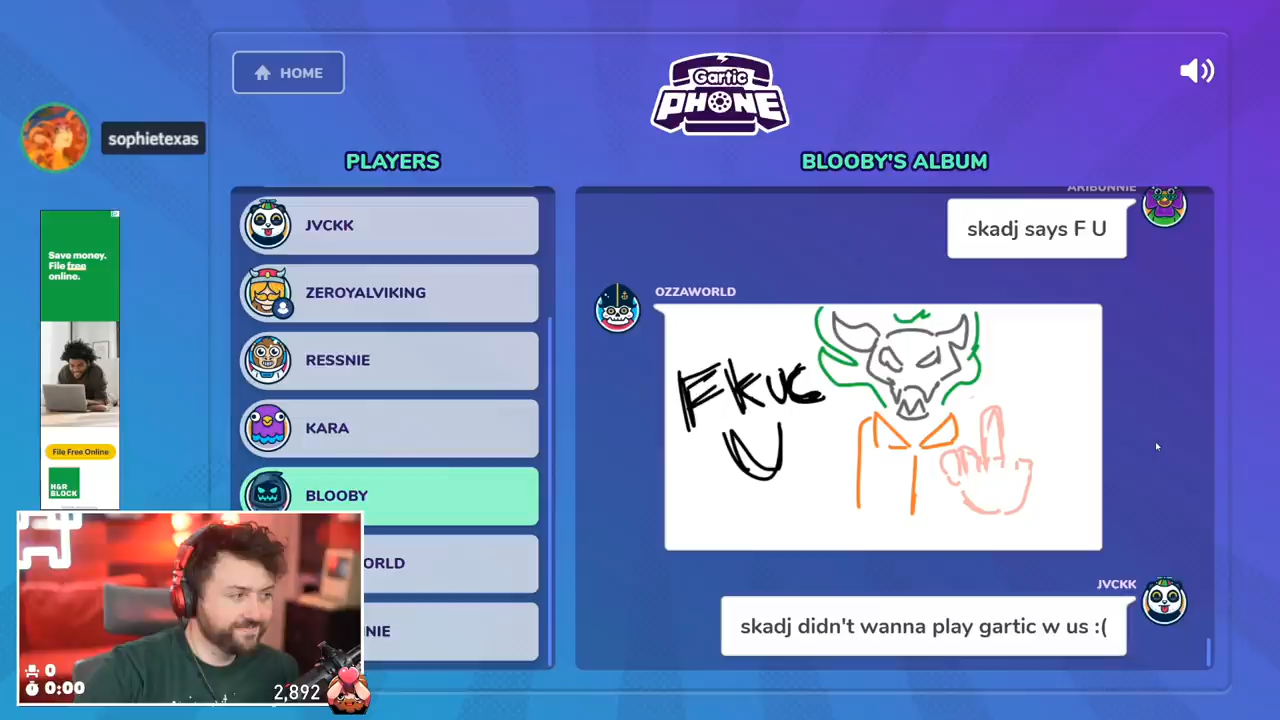 HOME
Gartic
PHONE
sophietexas
PLAYERS
BLOOBY'S ALBUM
JVCKK
ZEROYALVIKING
RESSNIE
KARA
BLOOBY
ORLD
NIE
ARIBUNNIE
skadj says F U
OZZAWORLD
FKUC
U
JVCKK
skadj didn't wanna play gartic w us :(
Save money.
File free
online.
File Free Online
H&R
BLOCK
0
0:00
2,892